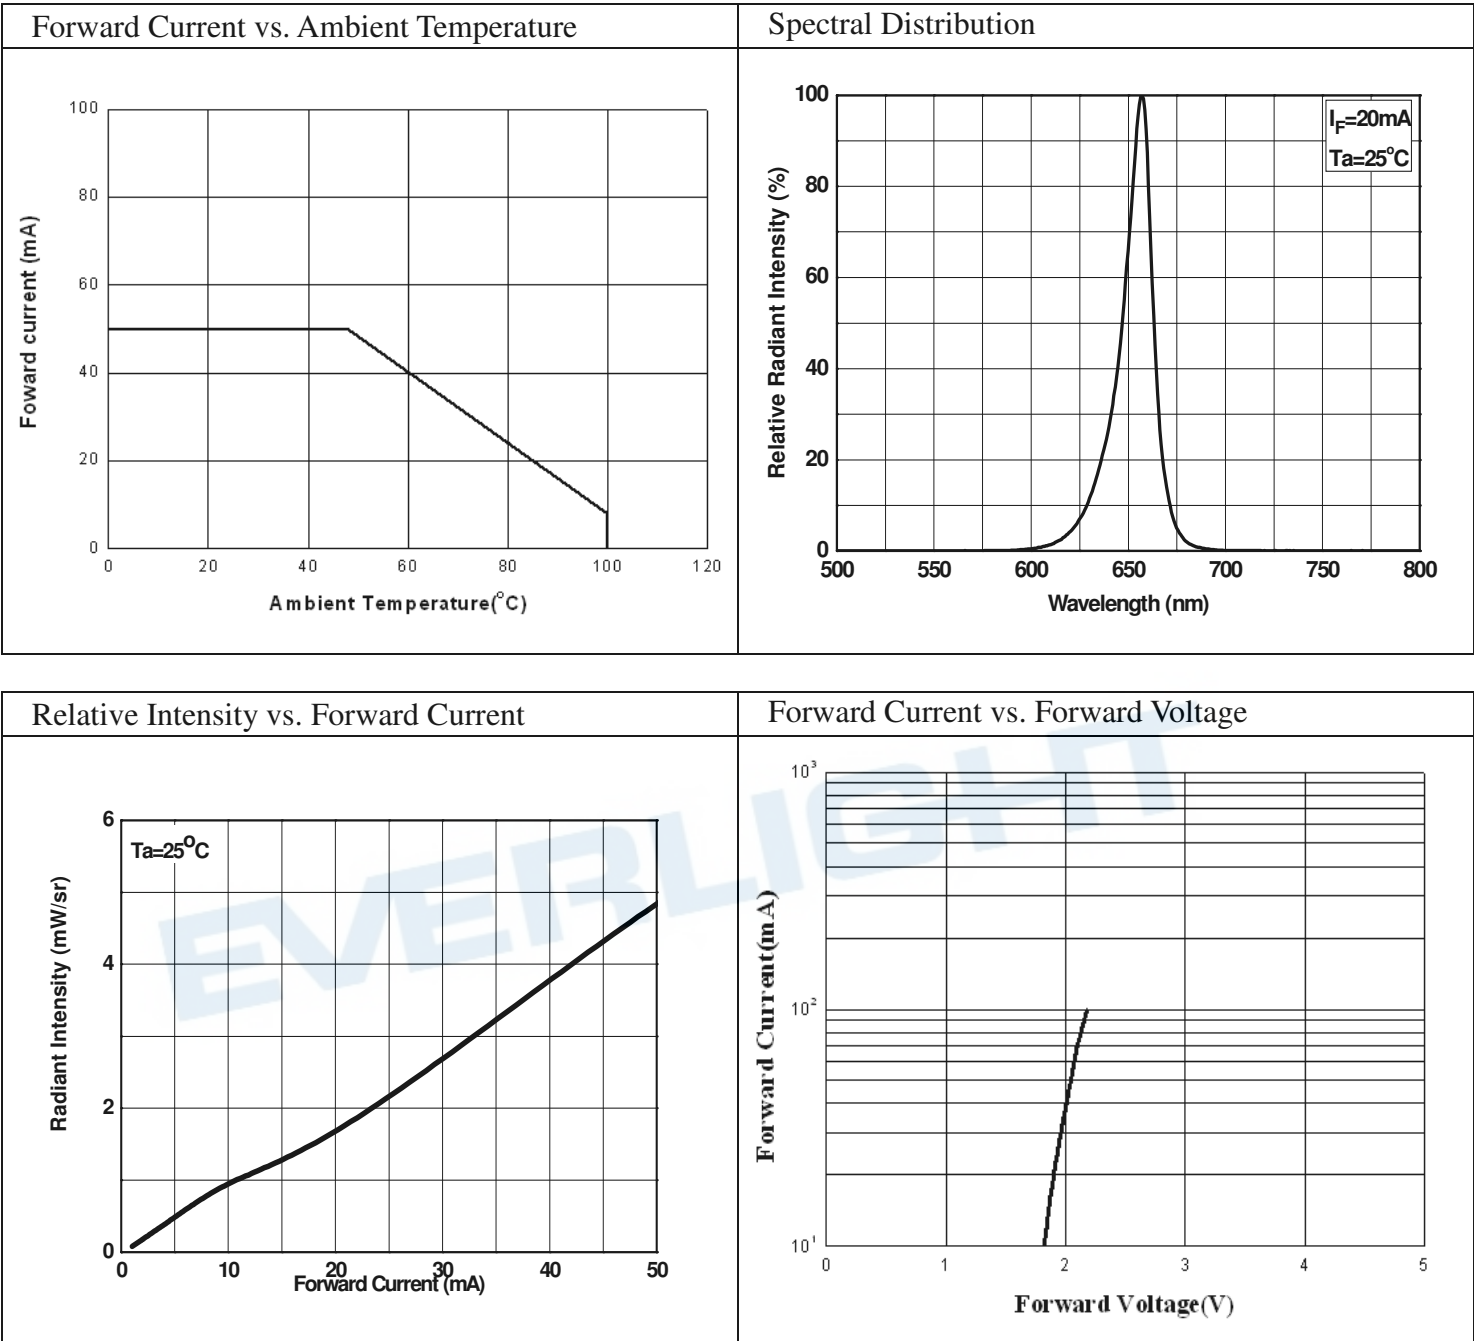 Forward Current vs. Ambient Temperature
Spectral Distribution
100
80
60
40
20
0
0 20 40 60 80 100 120
Foward current (mA)
Ambient Temperature(°C)
100
80
60
40
20
0
500 550 600 650 700 750 800
Relative Radiant Intensity (%)
Wavelength (nm)
I_F=20mA
Ta=25°C
Relative Intensity vs. Forward Current
Forward Current vs. Forward Voltage
Ta=25°C
6
4
2
0
0 10 20 30 40 50
Radiant Intensity (mW/sr)
Forward Current (mA)
10³
10²
10¹
0 1 2 3 4 5
Forward Current(mA)
Forward Voltage(V)
EVERLIGHT